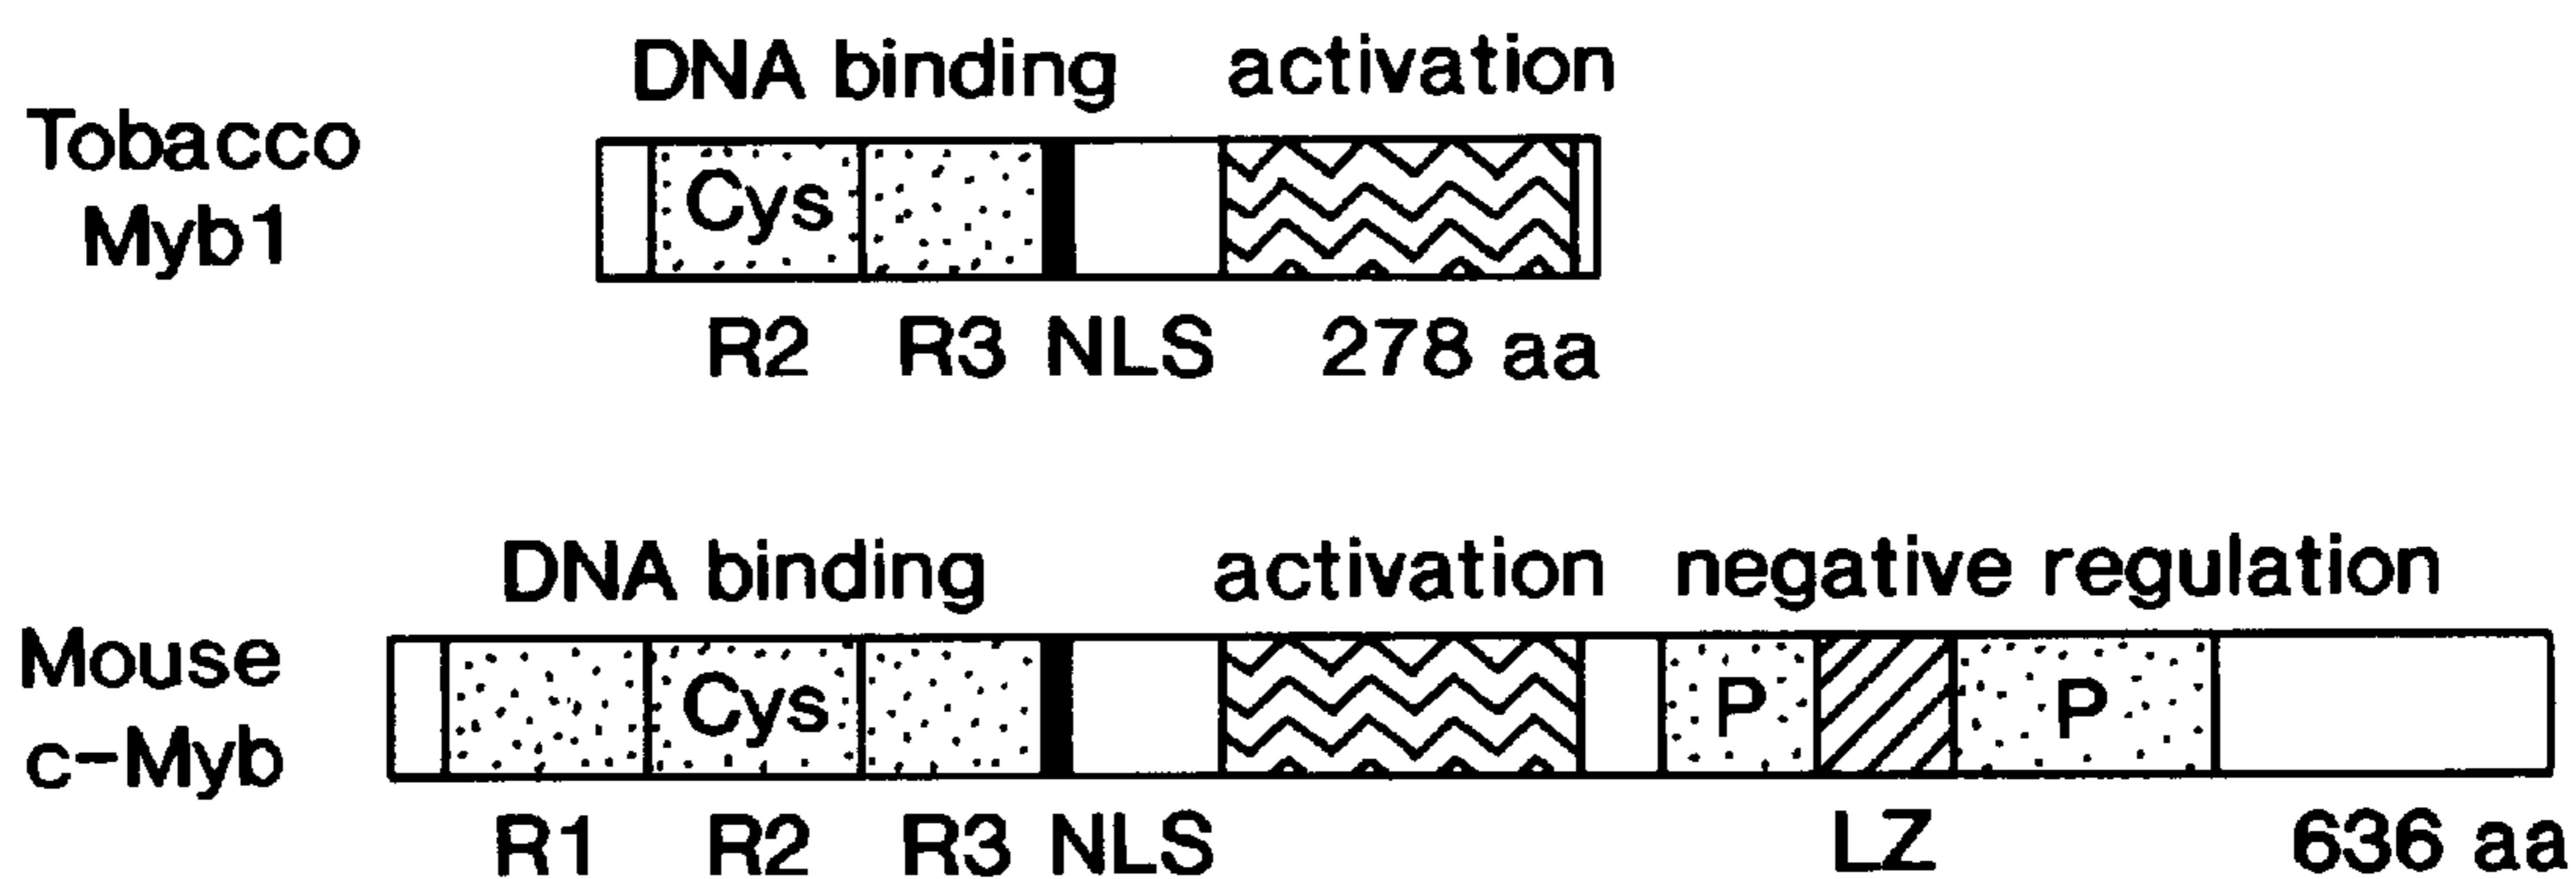 DNA binding activation
Tobacco
Myb1
Cys
R2 R3 NLS 278 aa
DNA binding activation negative regulation
Mouse
c-Myb
Cys P P
R1 R2 R3 NLS LZ 636 aa